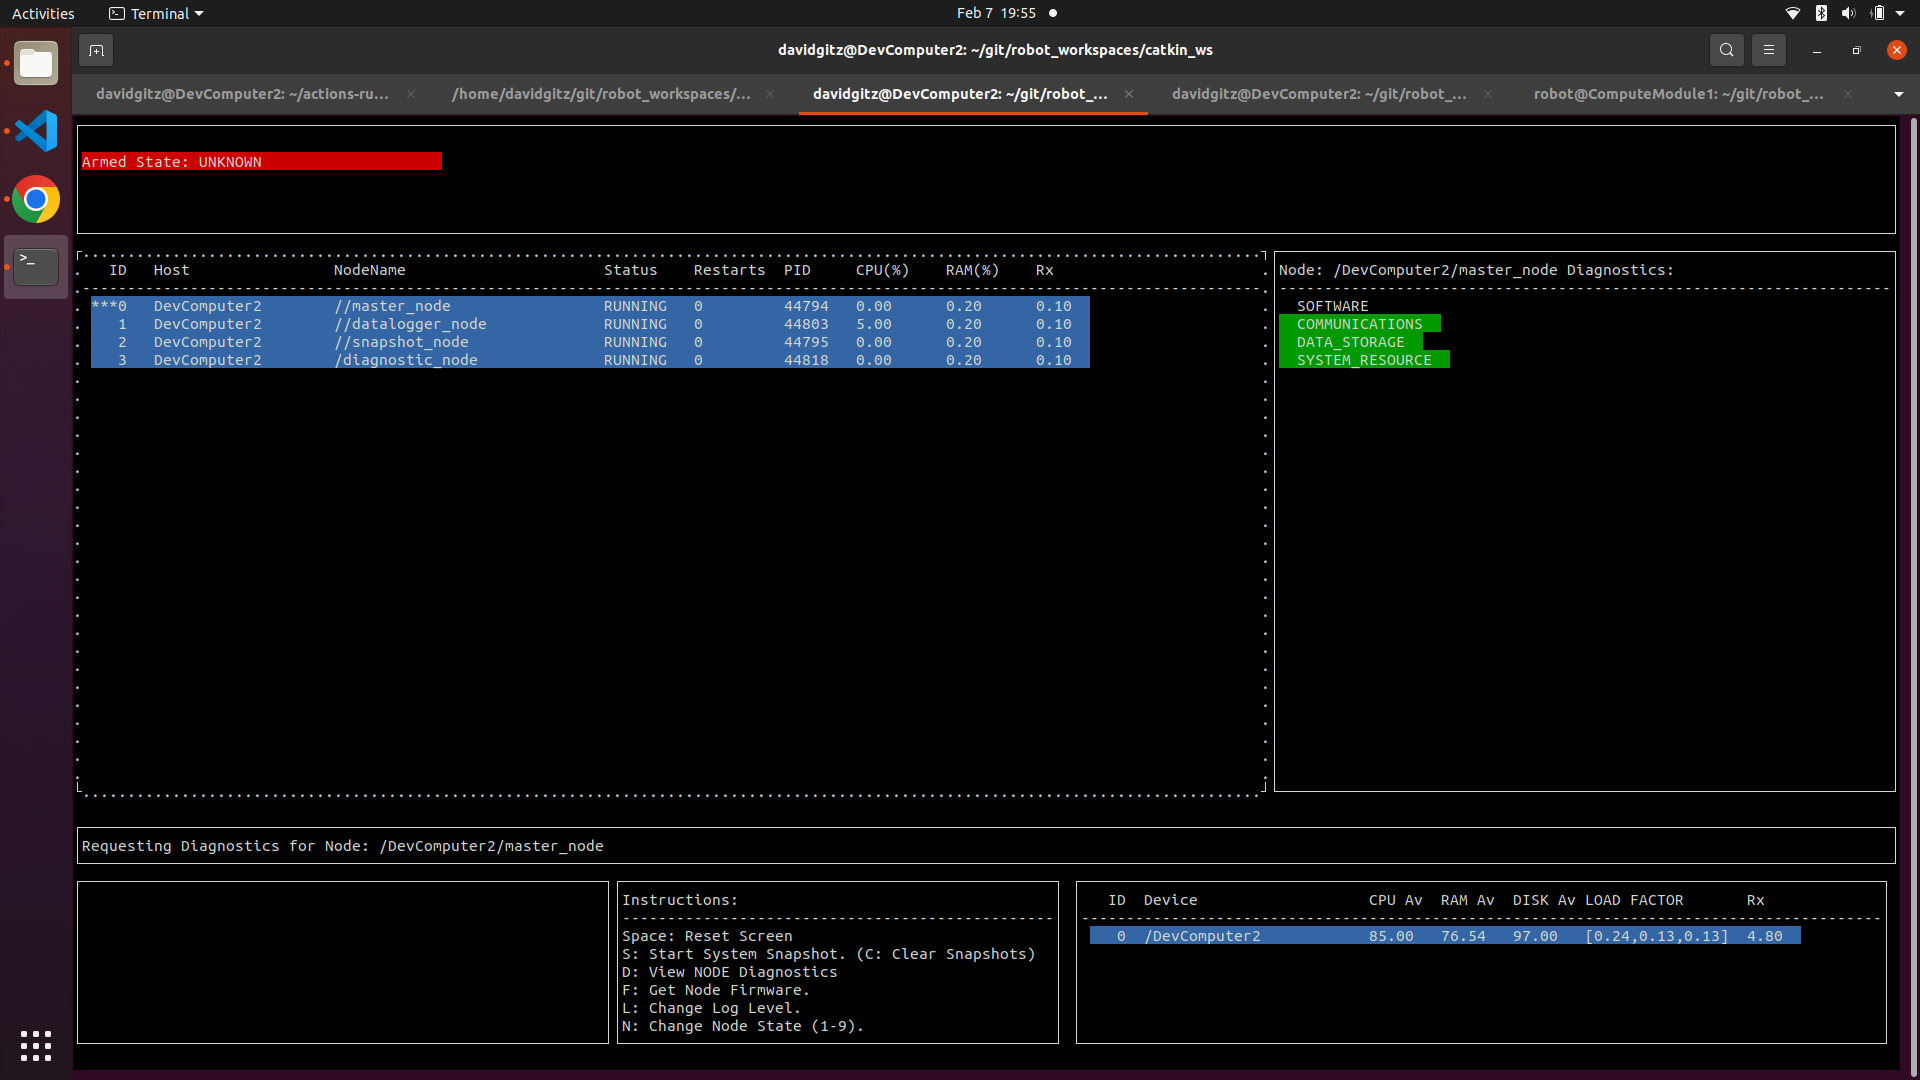 Activities Terminal Feb 7 19:55
davidgitz@DevComputer2: ~/git/robot_workspaces/catkin_ws
davidgitz@DevComputer2: ~/actions-ru... /home/davidgitz/git/robot_workspaces/... davidgitz@DevComputer2: ~/git/robot_... davidgitz@DevComputer2: ~/git/robot_... robot@ComputeModule1: ~/git/robot_...
Armed State: UNKNOWN
ID Host NodeName Status Restarts PID CPU(%) RAM(%) Rx
***0 DevComputer2 //master_node RUNNING 0 44794 0.00 0.20 0.10
1 DevComputer2 //datalogger_node RUNNING 0 44803 5.00 0.20 0.10
2 DevComputer2 //snapshot_node RUNNING 0 44795 0.00 0.20 0.10
3 DevComputer2 /diagnostic_node RUNNING 0 44818 0.00 0.20 0.10
Node: /DevComputer2/master_node Diagnostics:
SOFTWARE
COMMUNICATIONS
DATA_STORAGE
SYSTEM_RESOURCE
Requesting Diagnostics for Node: /DevComputer2/master_node
Instructions:
Space: Reset Screen
S: Start System Snapshot. (C: Clear Snapshots)
D: View NODE Diagnostics
F: Get Node Firmware.
L: Change Log Level.
N: Change Node State (1-9).
ID Device CPU Av RAM Av DISK Av LOAD FACTOR Rx
0 /DevComputer2 85.00 76.54 97.00 [0.24,0.13,0.13] 4.80